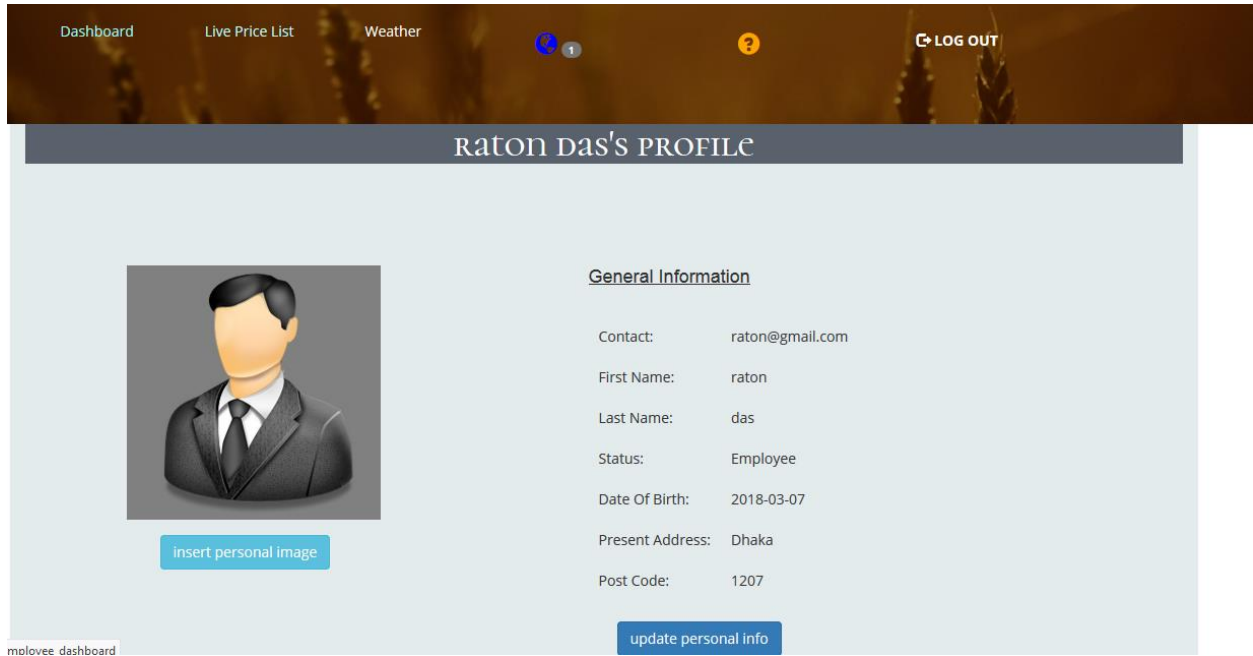 Dashboard Live Price List Weather 1 ? LOG OUT
Raton Das's Profile
General Information
Contact: raton@gmail.com
First Name: raton
Last Name: das
Status: Employee
Date Of Birth: 2018-03-07
Present Address: Dhaka
insert personal image
Post Code: 1207
update personal info
mployee_dashboard